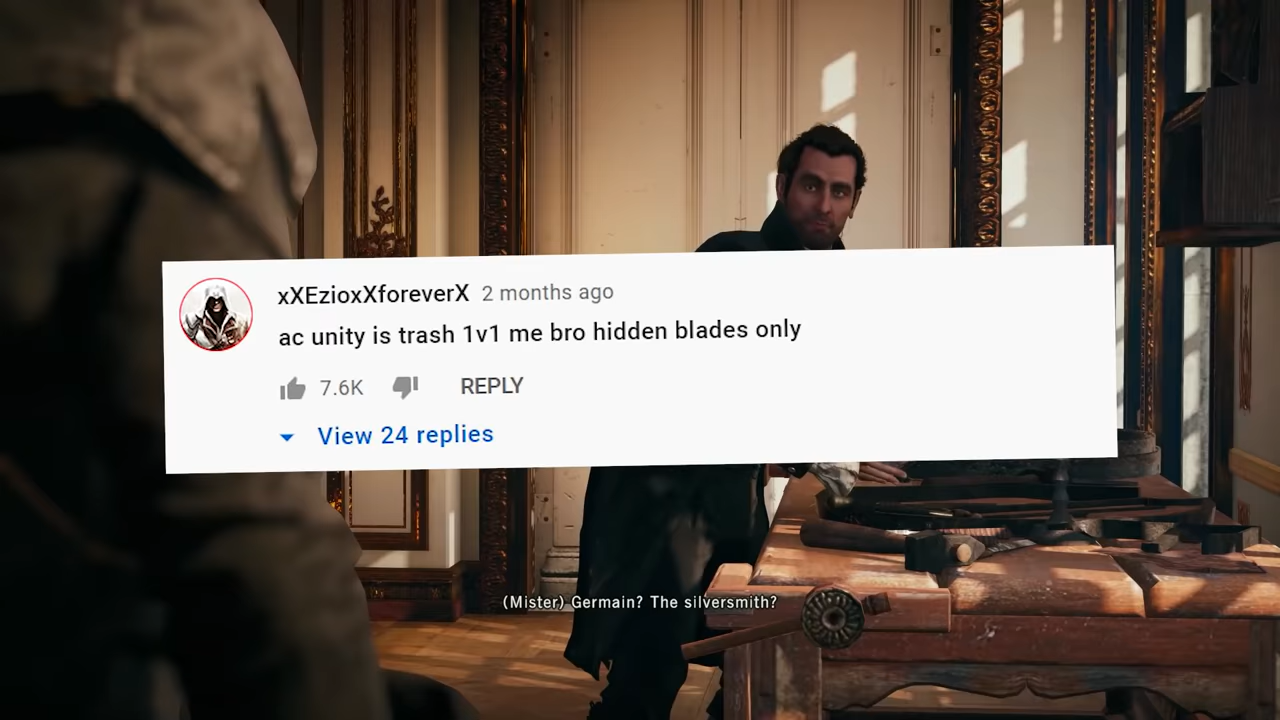 xXEzioxXforeverX 2 months ago
ac unity is trash 1v1 me bro hidden blades only
7.6K REPLY
View 24 replies
(Mister) Germain? The silversmith?